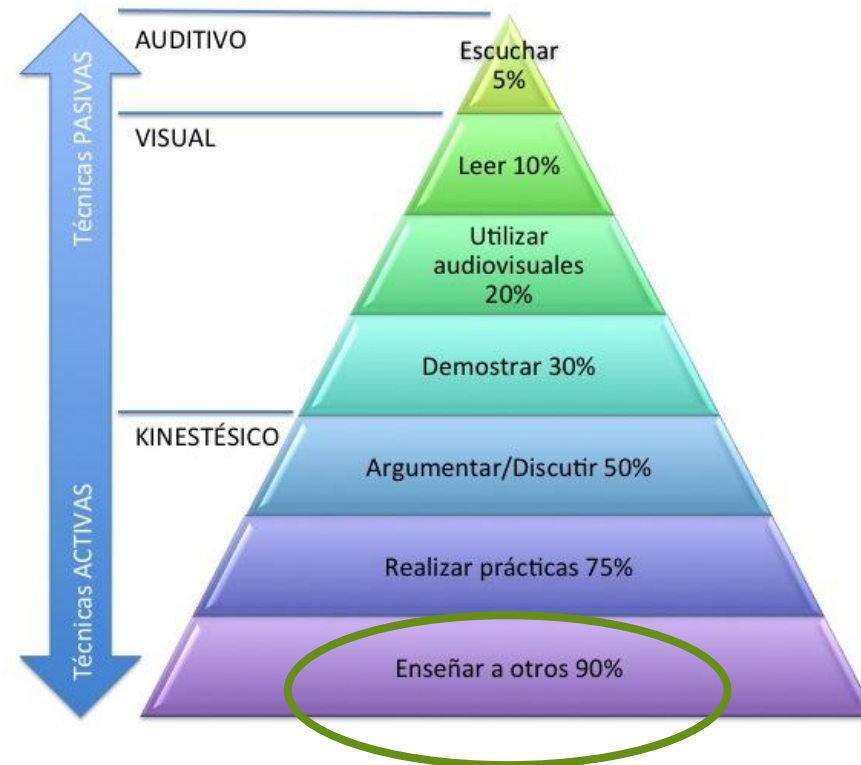 AUDITIVO
Escuchar
5%
VISUAL
Leer 10%
Utilizar
audiovisuales
20%
Demostrar 30%
KINESTÉSICO
Argumentar/Discutir 50%
Realizar prácticas 75%
Enseñar a otros 90%
Técnicas PASIVAS
Técnicas ACTIVAS